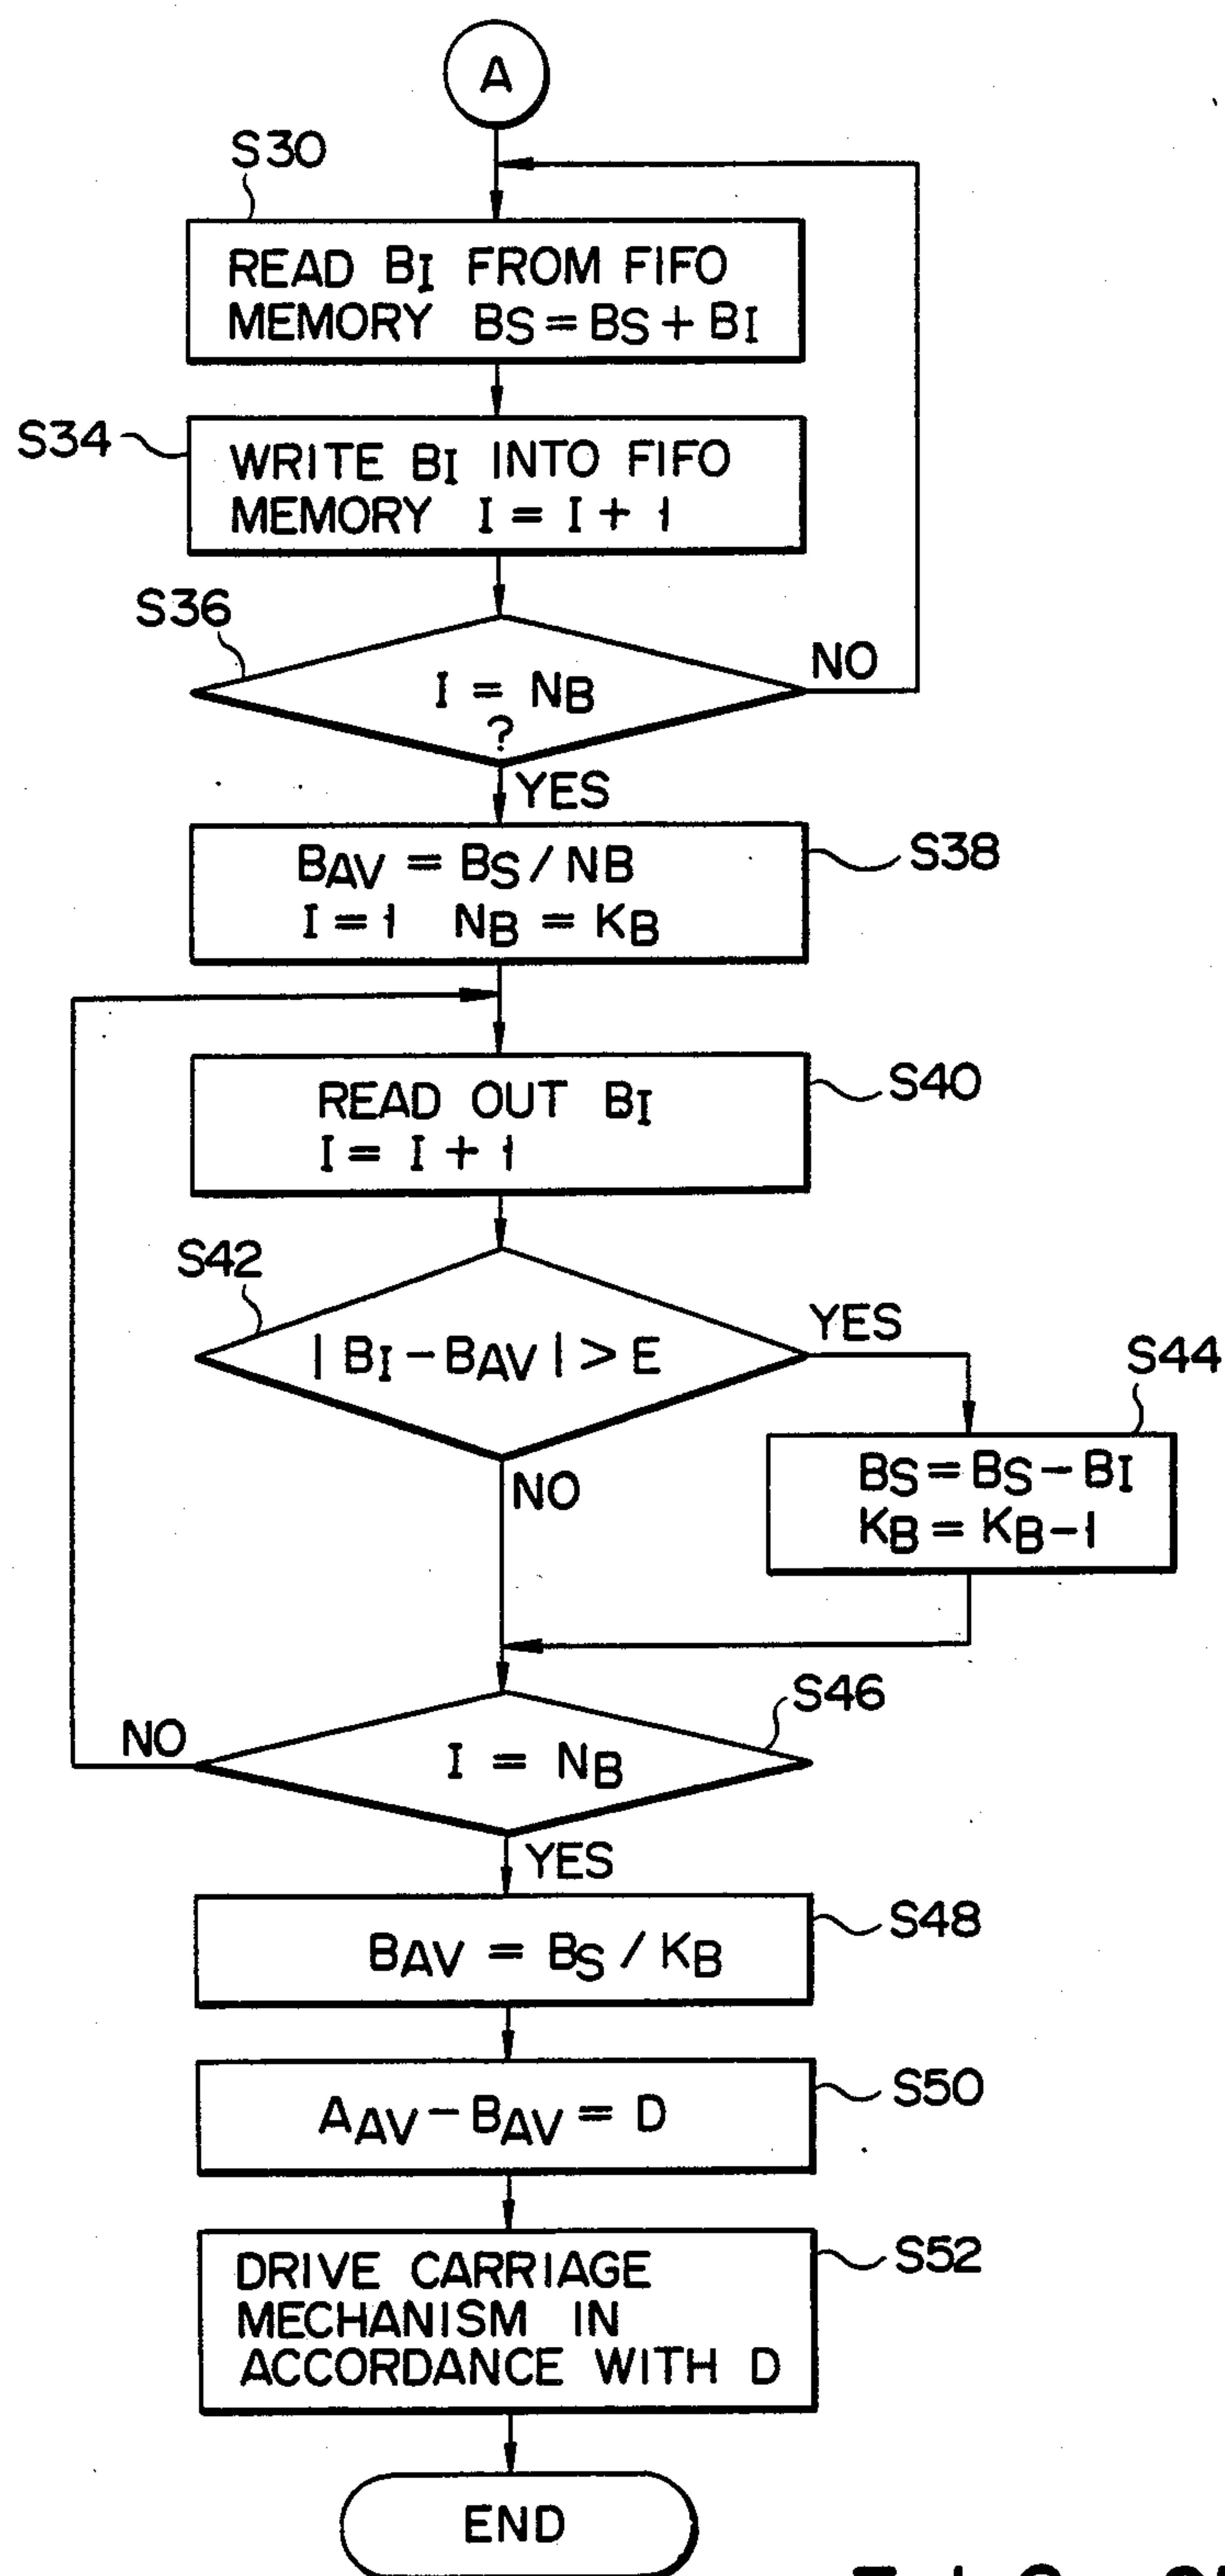 A
S30
READ BI FROM FIFO
MEMORY BS = BS + BI
S34
WRITE BI INTO FIFO
MEMORY I = I + 1
S36
I = NB
?
NO
YES
BAV = BS / NB
I = 1 NB = KB
S38
READ OUT BI
I = I + 1
S40
S42
| BI - BAV | > E
YES
S44
BS = BS - BI
KB = KB - 1
NO
S46
NO
I = NB
YES
BAV = BS / KB
S48
AAV - BAV = D
S50
DRIVE CARRIAGE
MECHANISM IN
ACCORDANCE WITH D
S52
END